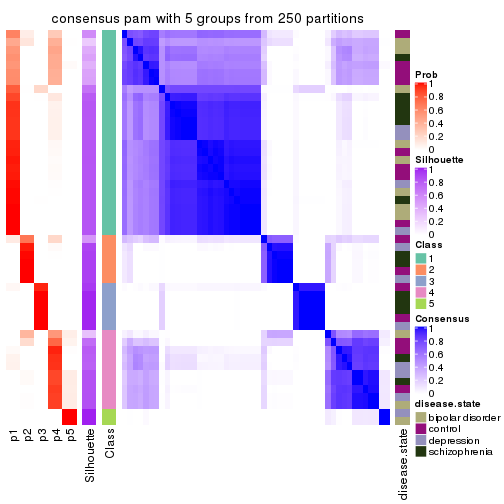 consensus pam with 5 groups from 250 partitions
Prob
1
0.8
0.6
0.4
0.2
0
Silhouette
1
0.8
0.6
0.4
0.2
0
Class
1
2
3
4
5
Consensus
1
0.8
0.6
0.4
0.2
0
disease.state
bipolar disorder
control
depression
schizophrenia
p1
p2
p3
p4
p5
Silhouette
Class
disease.state